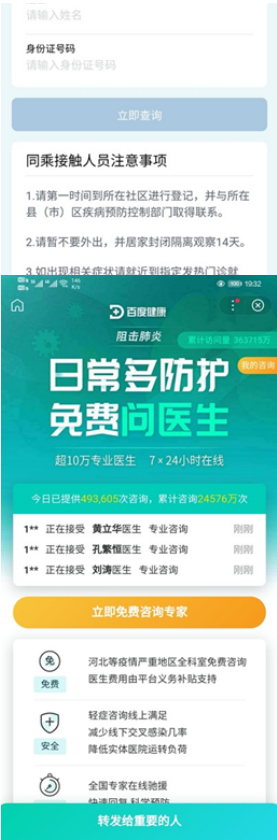 请输入姓名
身份证号码
请输入身份证号码
立即查询
同乘接触人员注意事项
1.请第一时间到所在社区进行登记，并与所在
县（市）区疾病预防控制部门取得联系。
2.请暂不要外出，并居家封闭隔离观察14天。
3.如出现相关症状请就近到指定发热门诊就
19:32
百度健康
阻击肺炎
累计访问量 363715万
我的咨询
日常多防护
免费问医生
超10万专业医生 7×24小时在线
今日已提供493,605次咨询，累计咨询24576万次
1** 正在接受 黄立华医生 专业咨询 刚刚
1** 正在接受 孔繁恒医生 专业咨询 刚刚
1** 正在接受 刘涛医生 专业咨询 刚刚
立即免费咨询专家
免
免费
河北等疫情严重地区全科室免费咨询
医生费用由平台义务补贴支持
安全
轻症咨询线上满足
减少线下交叉感染几率
降低实体医院运转负荷
全国专家在线驰援
快速回复 科学预防
转发给重要的人